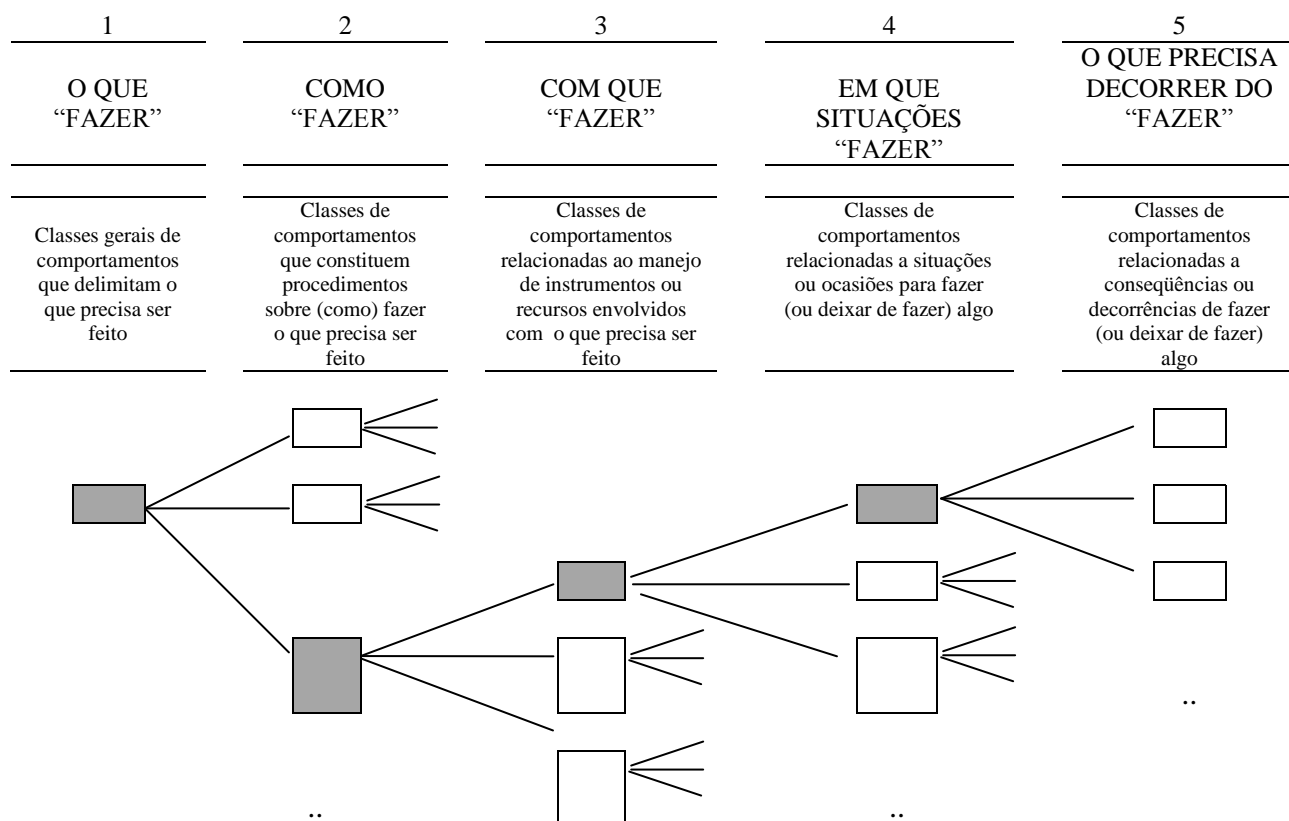 1
2
3
4
5
O QUE
“FAZER”
COMO
“FAZER”
COM QUE
“FAZER”
EM QUE
SITUAÇÕES
“FAZER”
O QUE PRECISA
DECORRER DO
“FAZER”
Classes gerais de
comportamentos
que delimitam o
que precisa ser
feito
Classes de
comportamentos
que constituem
procedimentos
sobre (como) fazer
o que precisa ser
feito
Classes de
comportamentos
relacionadas ao manejo
de instrumentos ou
recursos envolvidos
com o que precisa ser
feito
Classes de
comportamentos
relacionadas a situações
ou ocasiões para fazer
(ou deixar de fazer) algo
Classes de
comportamentos
relacionadas a
conseqüências ou
decorrências de fazer
(ou deixar de fazer)
algo
..
..
..